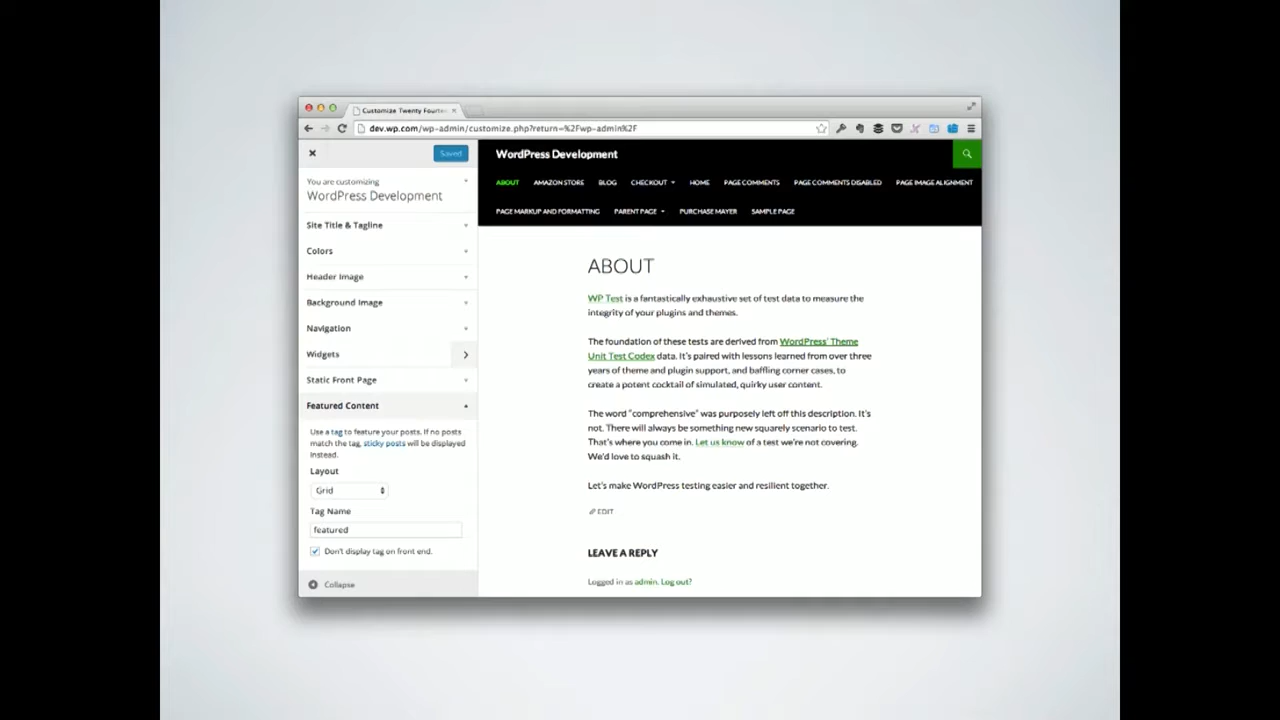 Customize Twenty Fourte
dev.wp.com/wp-admin/customize.php?return=%2Fwp-admin%2F
Saved
You are customizing
WordPress Development
Site Title & Tagline
Colors
Header Image
Background Image
Navigation
Widgets
Static Front Page
Featured Content
Use a tag to feature your posts. If no posts
match the tag, sticky posts will be displayed
instead.
Layout
Grid
Tag Name
featured
Don't display tag on front end.
Collapse
WordPress Development
ABOUT AMAZON STORE BLOG CHECKOUT HOME PAGE COMMENTS PAGE COMMENTS DISABLED PAGE IMAGE ALIGNMENT
PAGE MARKUP AND FORMATTING PARENT PAGE PURCHASE MAYER SAMPLE PAGE
ABOUT
WP Test is a fantastically exhaustive set of test data to measure the
integrity of your plugins and themes.
The foundation of these tests are derived from WordPress' Theme
Unit Test Codex data. It's paired with lessons learned from over three
years of theme and plugin support, and baffling corner cases, to
create a potent cocktail of simulated, quirky user content.
The word "comprehensive" was purposely left off this description. It's
not. There will always be something new squarely scenario to test.
That's where you come in. Let us know of a test we're not covering.
We'd love to squash it.
Let's make WordPress testing easier and resilient together.
EDIT
LEAVE A REPLY
Logged in as admin. Log out?